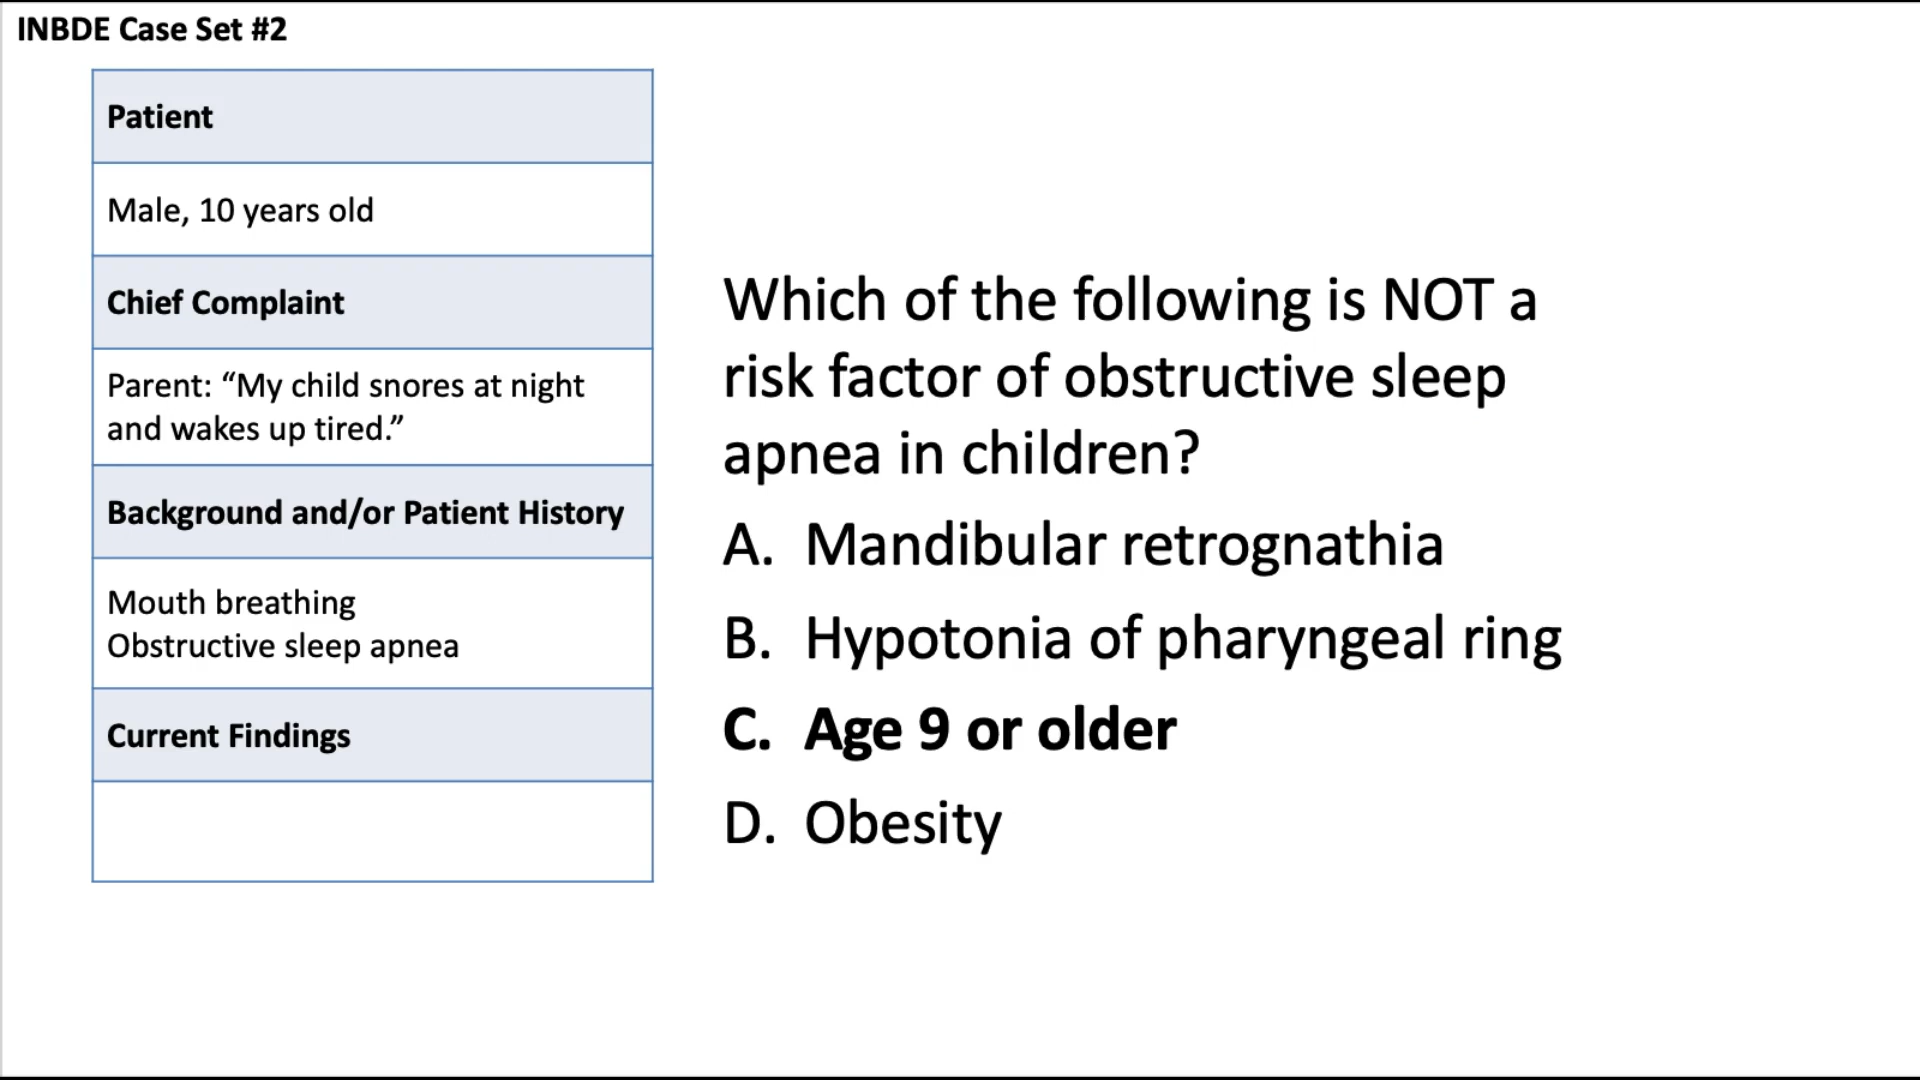 INBDE Case Set #2
Patient
Male, 10 years old
Chief Complaint
Parent: “My child snores at night
and wakes up tired.”
Background and/or Patient History
Mouth breathing
Obstructive sleep apnea
Current Findings
Which of the following is NOT a
risk factor of obstructive sleep
apnea in children?
A. Mandibular retrognathia
B. Hypotonia of pharyngeal ring
C. Age 9 or older
D. Obesity